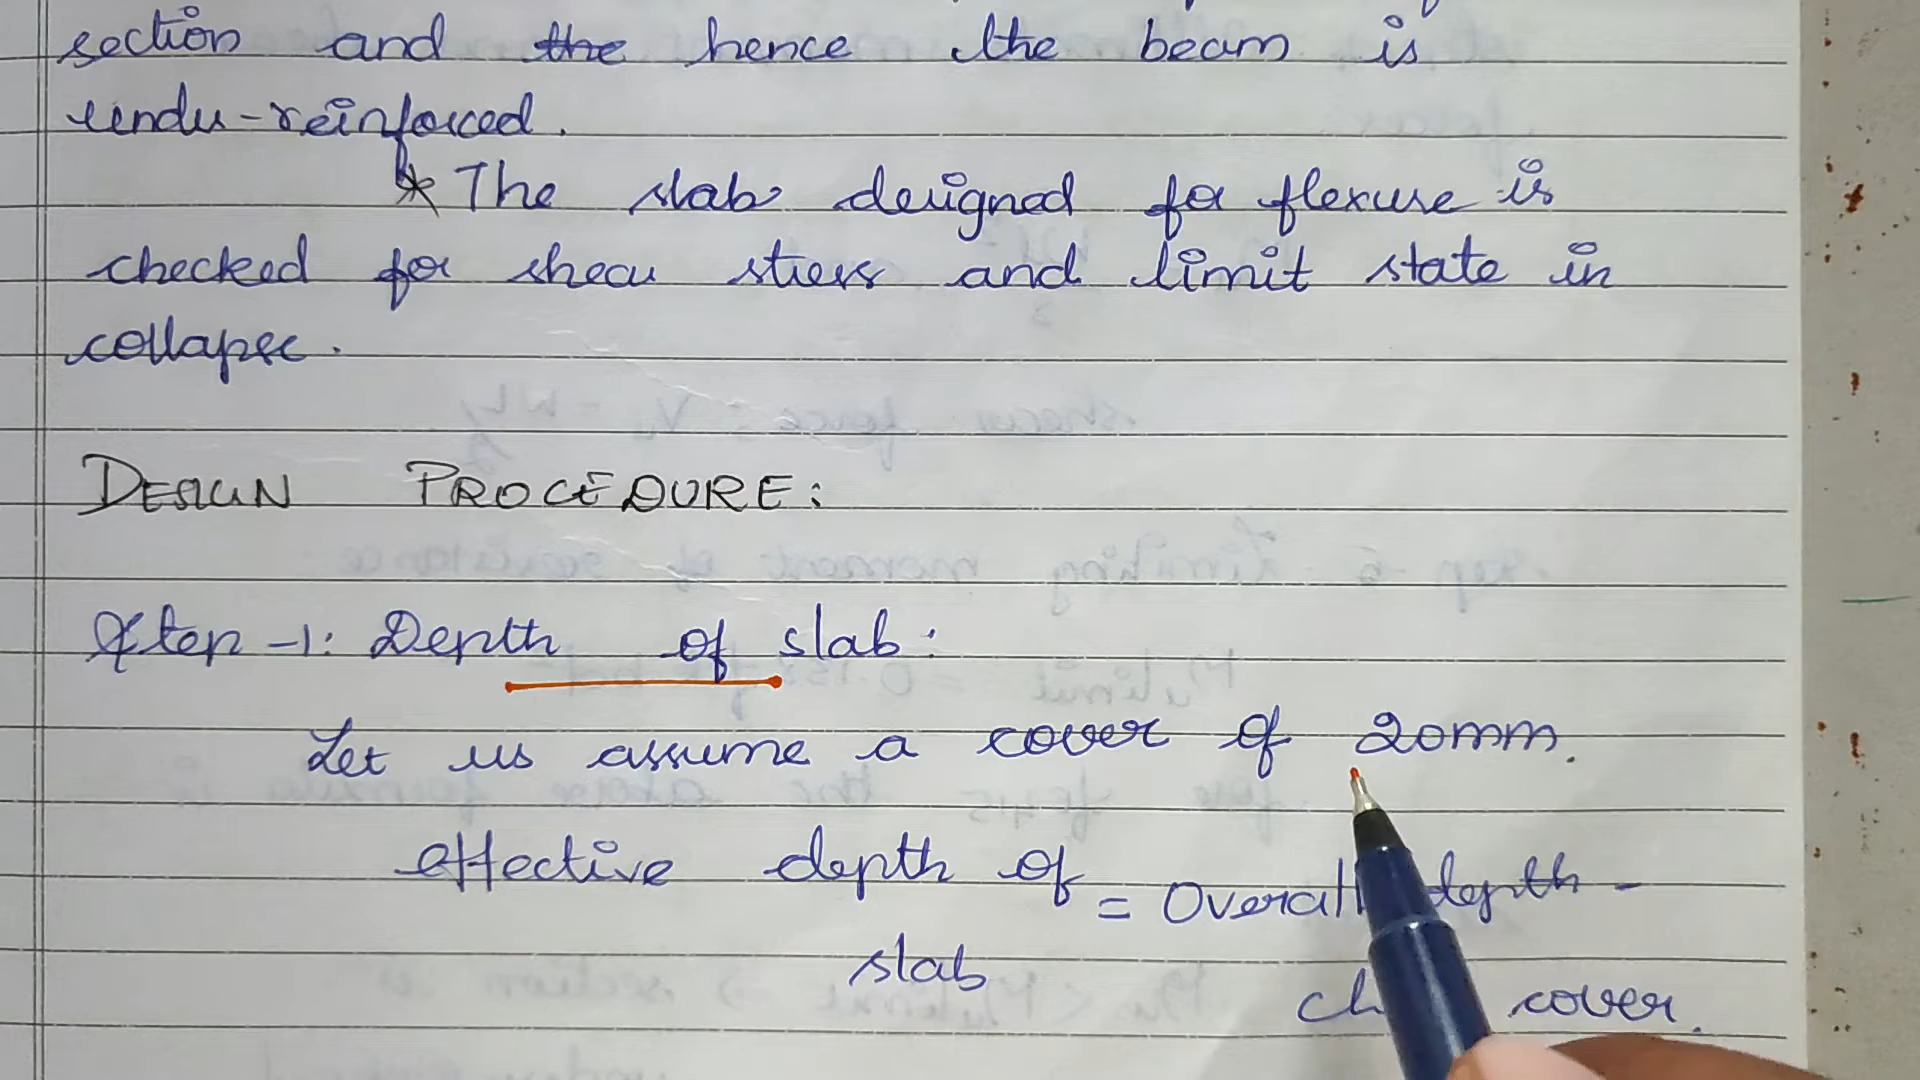 section and the hence the beam is
under-reinforced.
* The slab designed for flexure is
checked for shear stress and limit state in
collapse.
DESIGN PROCEDURE:
Step-1: Depth of slab:
Let us assume a cover of 20mm.
effective depth of = Overall depth -
slab cover.